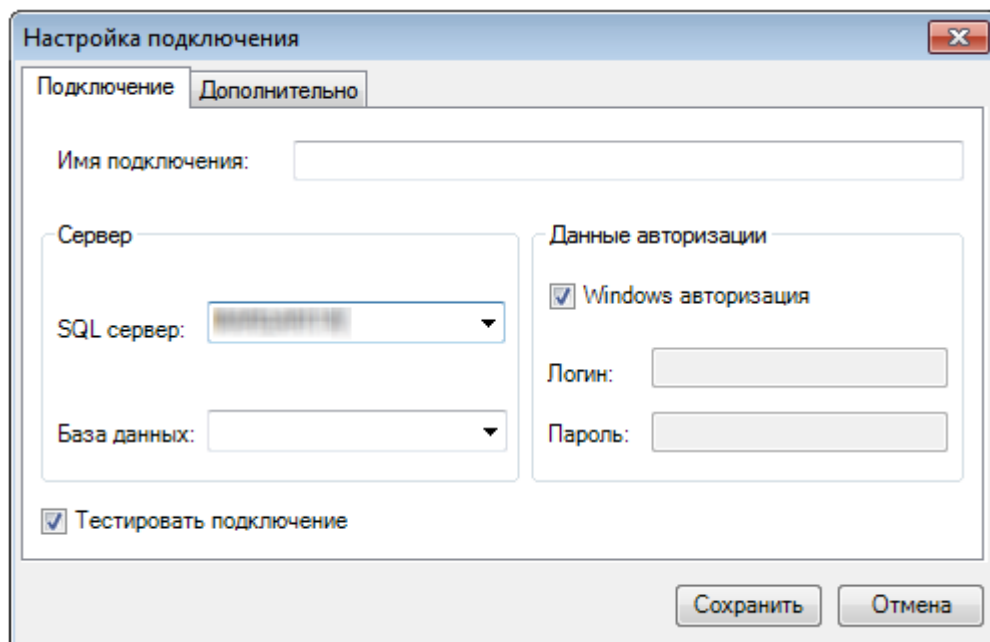 Настройка подключения
Подключение
Дополнительно
Имя подключения:
Сервер
SQL сервер:
База данных:
Данные авторизации
Windows авторизация
Логин:
Пароль:
Тестировать подключение
Сохранить
Отмена